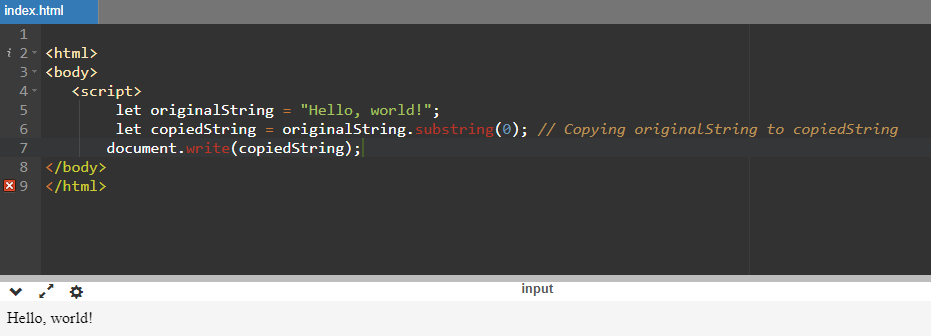 index.html
1
i 2 <html>
3 <body>
4 <script>
5 let originalString = "Hello, world!";
6 let copiedString = originalString.substring(0); // Copying originalString to copiedString
7 document.write(copiedString);
8 </body>
9 </html>
input
Hello, world!